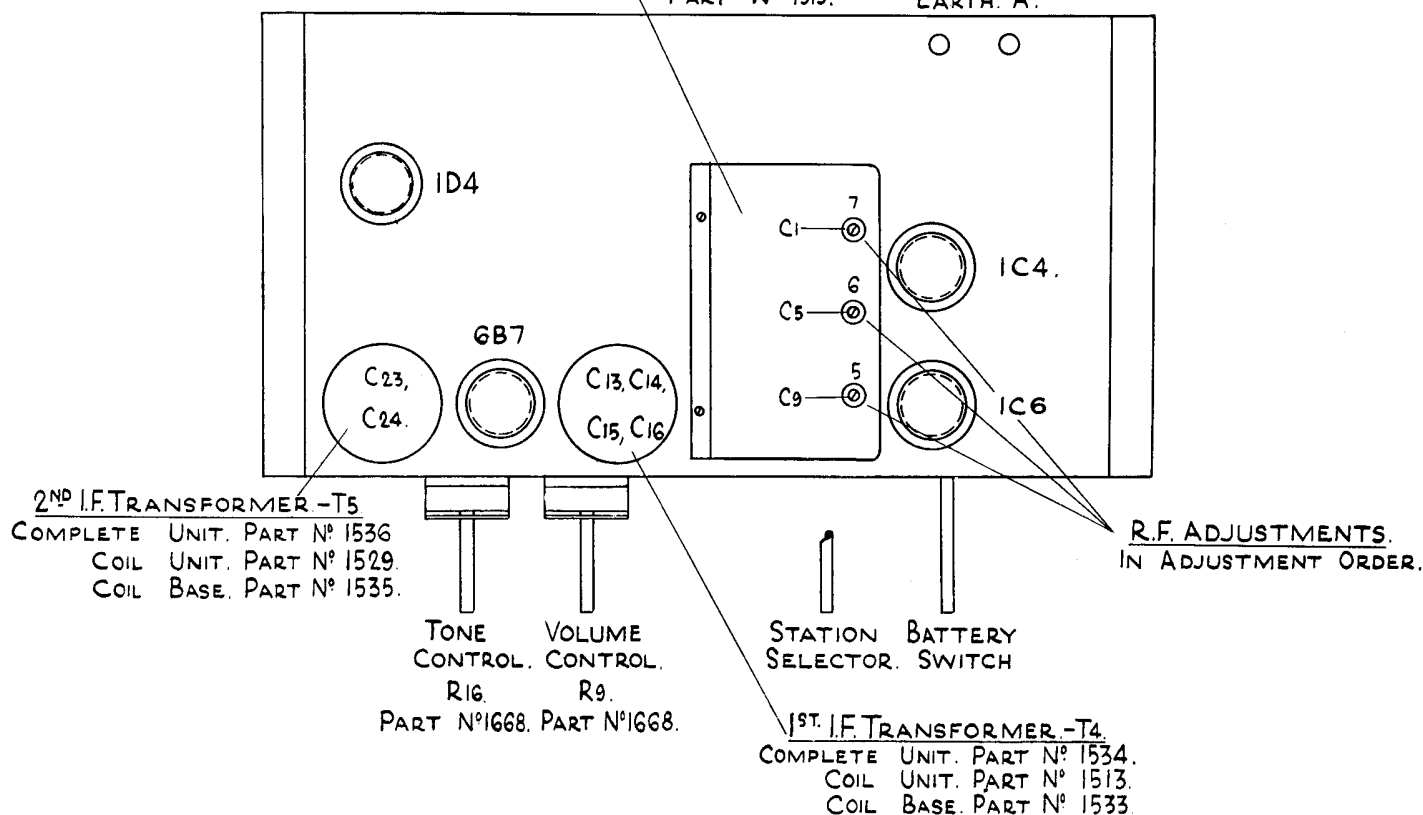 PART Nº 1515. EARTH. A.
1D4
7
C1
1C4.
6
C5
6B7
5
C9
1C6
C23,
C24.
C13, C14,
C15, C16
2ND I.F. TRANSFORMER.-T5
COMPLETE UNIT. PART Nº 1536
COIL UNIT. PART Nº 1529.
COIL BASE. PART Nº 1535.
R.F. ADJUSTMENTS.
IN ADJUSTMENT ORDER.
TONE CONTROL.
R16.
PART Nº 1668.
VOLUME CONTROL.
R9.
PART Nº 1668.
STATION SELECTOR.
BATTERY SWITCH
1ST. I.F. TRANSFORMER.-T4.
COMPLETE UNIT. PART Nº 1534.
COIL UNIT. PART Nº 1513.
COIL BASE. PART Nº 1533